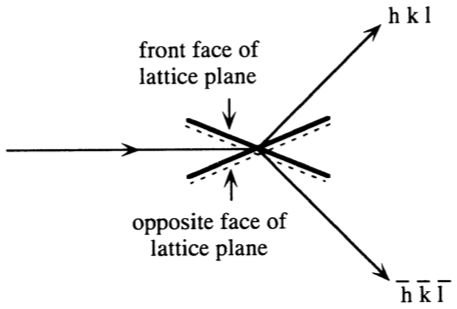 h k l
front face of
lattice plane
opposite face of
lattice plane
h̅ k̅ l̅